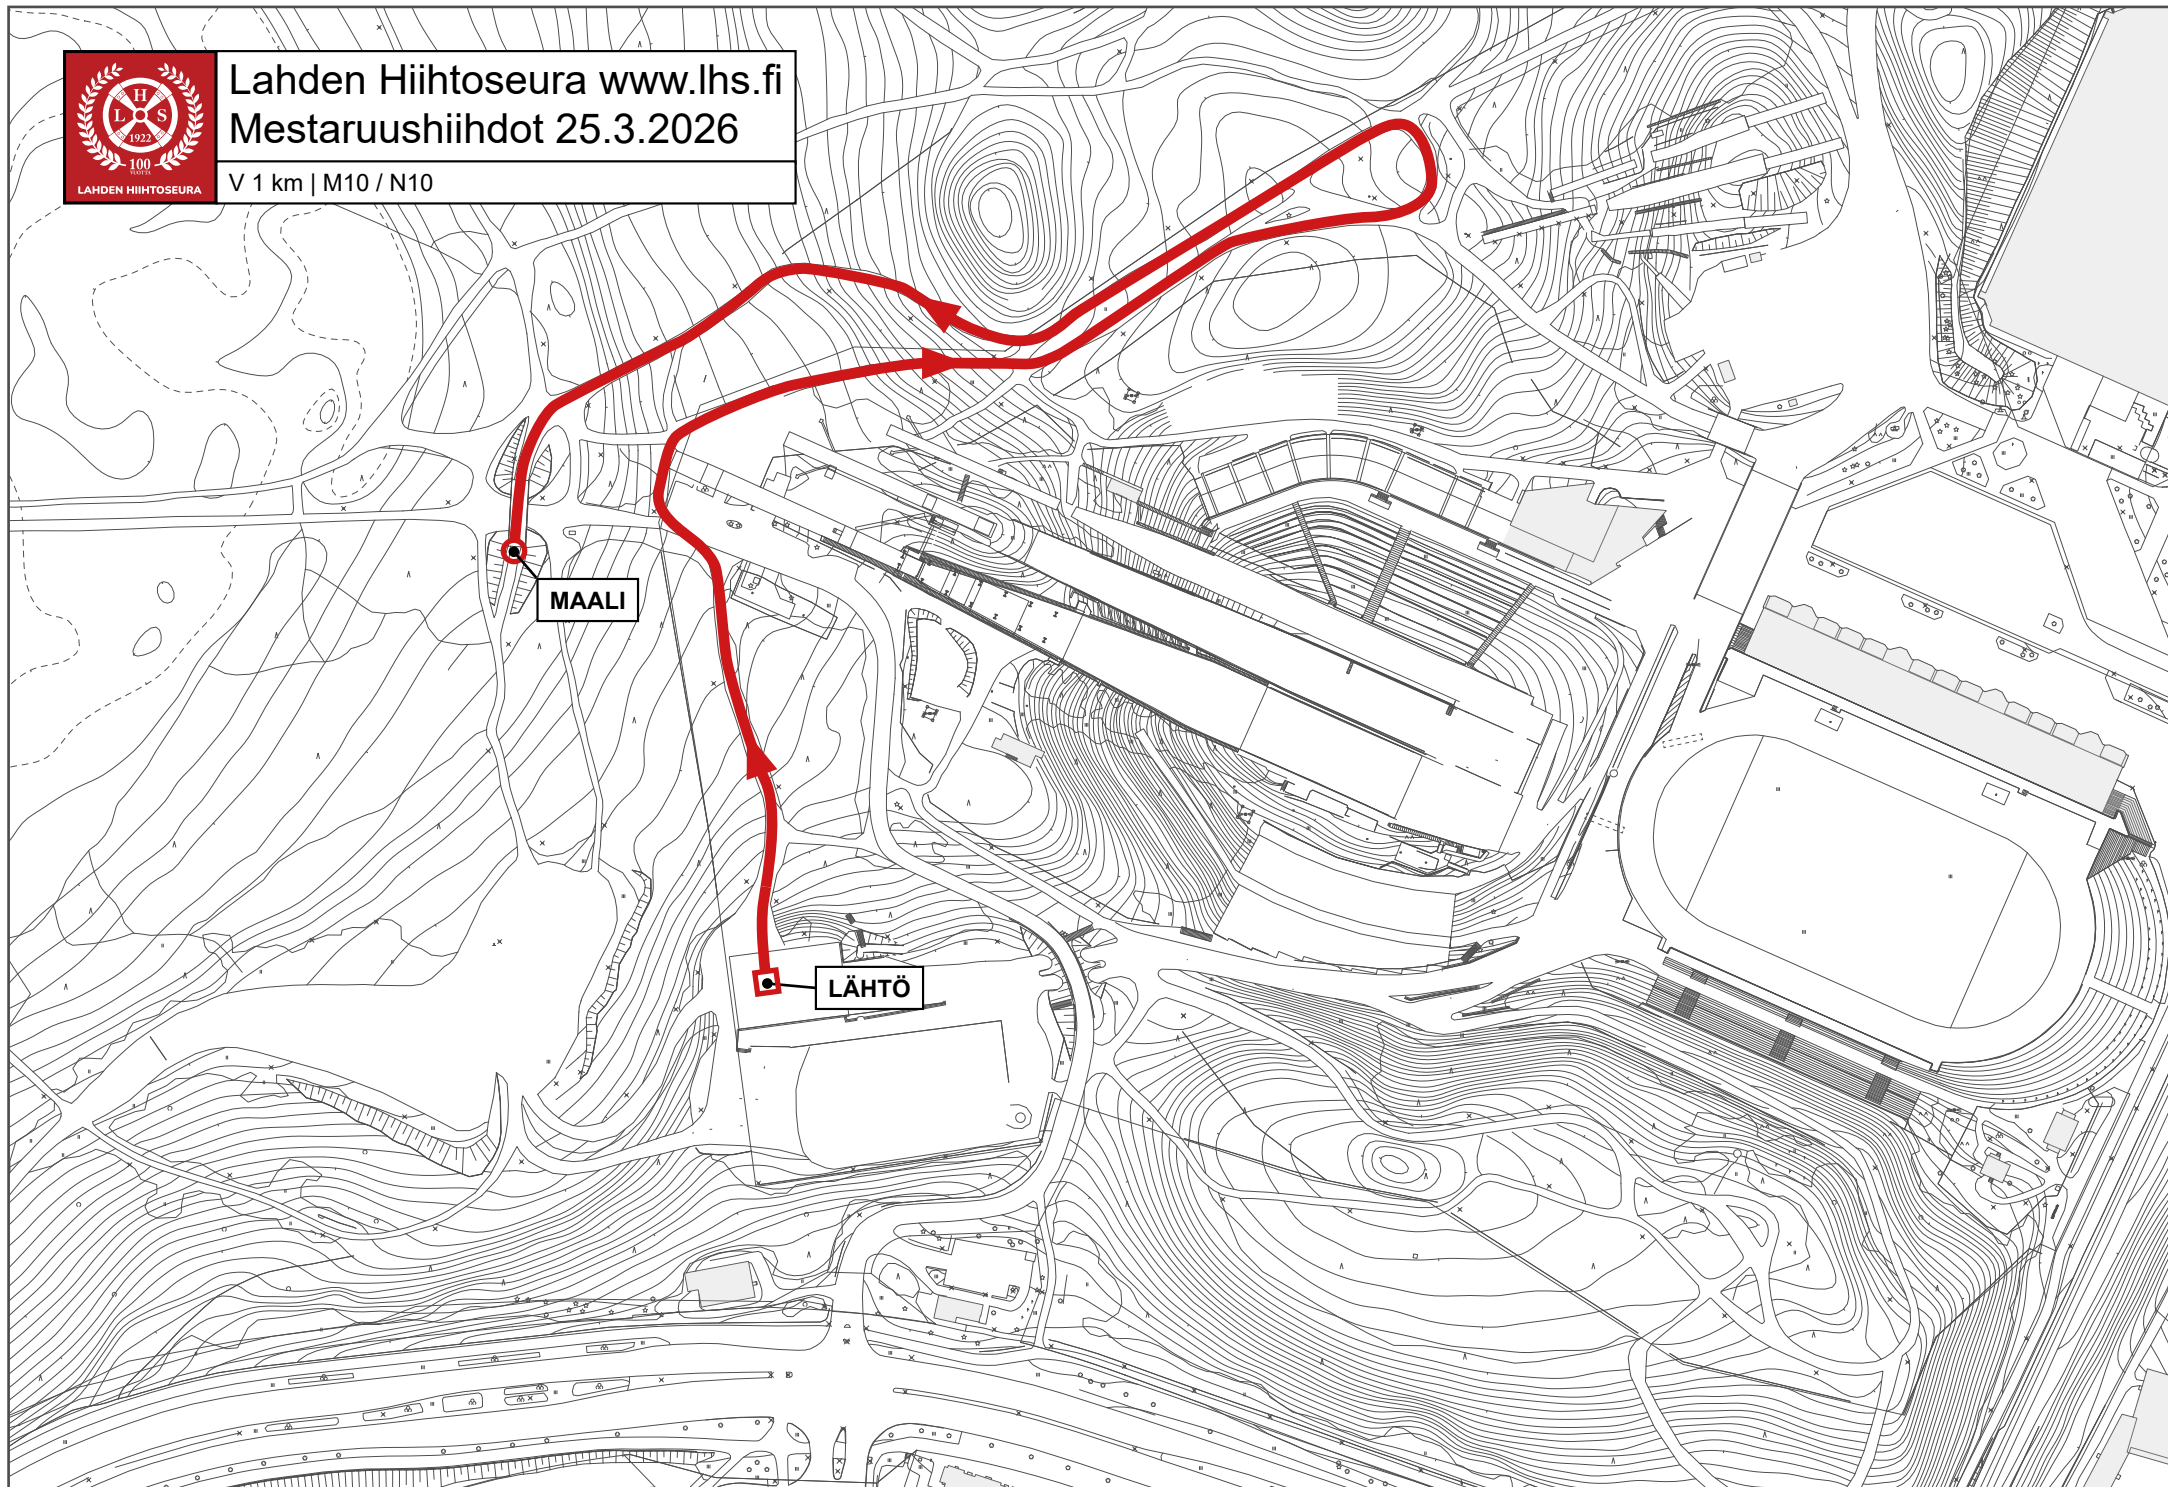 Lahden Hiihtoseura www.lhs.fi
Mestaruushiihdot 25.3.2026
V 1 km | M10 / N10
H
L S
1922
100
VUOTTA
LAHDEN HIIHTOSEURA
MAALI
LÄHTÖ